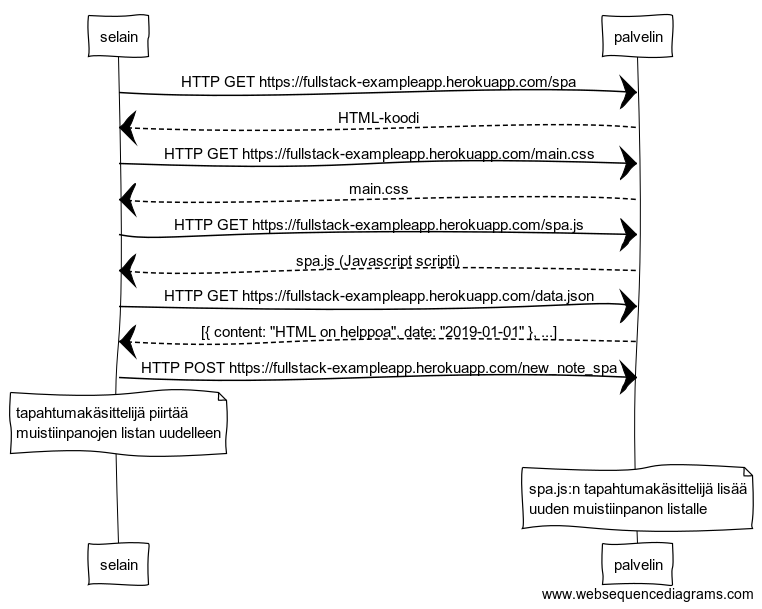 selain
palvelin
HTTP GET https://fullstack-exampleapp.herokuapp.com/spa
HTML-koodi
HTTP GET https://fullstack-exampleapp.herokuapp.com/main.css
main.css
HTTP GET https://fullstack-exampleapp.herokuapp.com/spa.js
spa.js (Javascript scripti)
HTTP GET https://fullstack-exampleapp.herokuapp.com/data.json
[{ content: "HTML on helppoa", date: "2019-01-01" }, ...]
HTTP POST https://fullstack-exampleapp.herokuapp.com/new_note_spa
tapahtumakäsittelijä piirtää
muistiinpanojen listan uudelleen
spa.js:n tapahtumakäsittelijä lisää
uuden muistiinpanon listalle
selain
palvelin
www.websequencediagrams.com